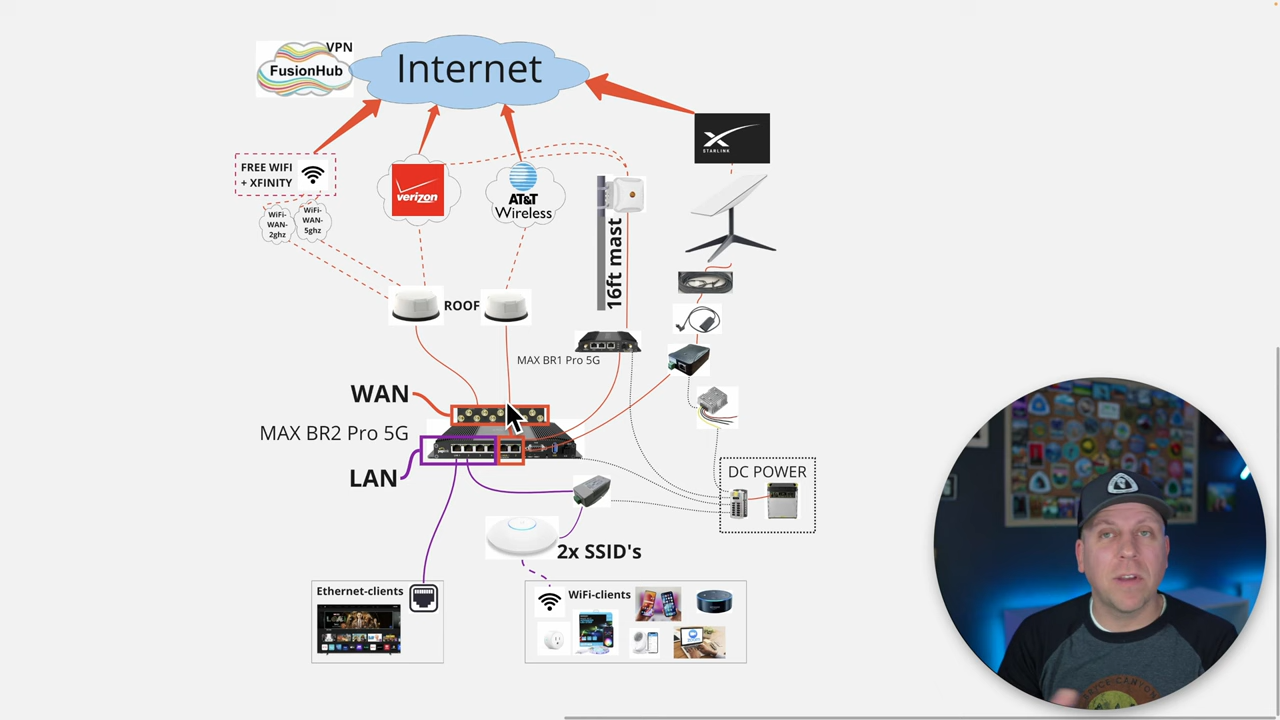 VPN
FusionHub
Internet
STARLINK
FREE WIFI
+ XFINITY
verizon
AT&T
Wireless
WiFi-
WAN-
2ghz
WiFi-
WAN-
5ghz
16ft mast
ROOF
MAX BR1 Pro 5G
WAN
MAX BR2 Pro 5G
LAN
DC POWER
2x SSID's
Ethernet-clients
WiFi-clients